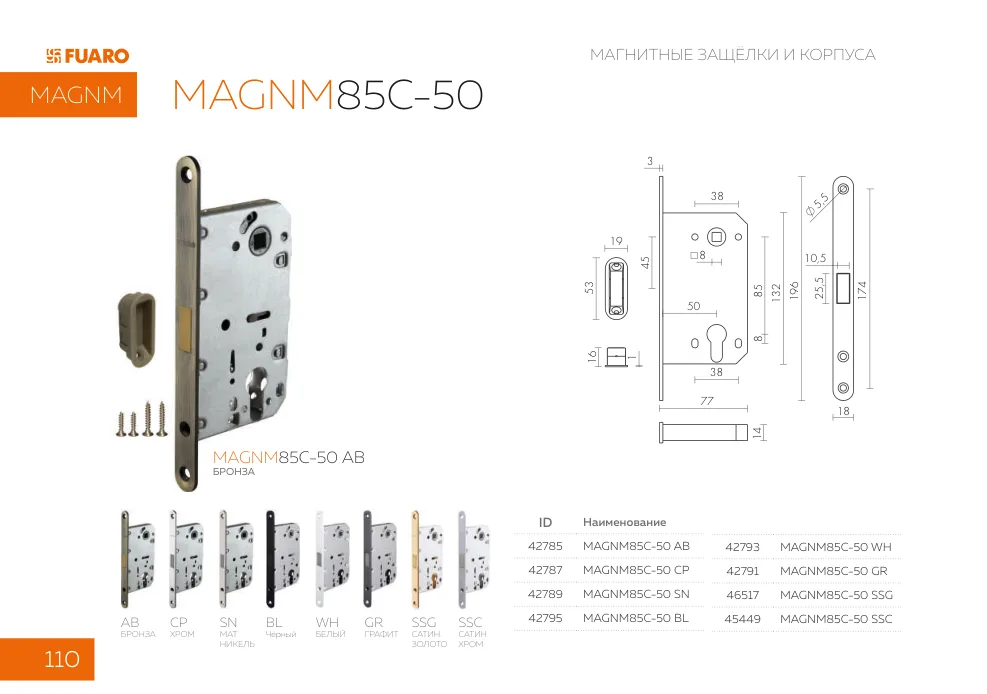 FUARO
МАГНИТНЫЕ ЗАЩЁЛКИ И КОРПУСА
MAGNM
MAGNM85C-50
MAGNM85C-50 AB
БРОНЗА
3
38
Ø 5,5
19
□8
10,5
45
53
50
85
132
196
25,5
174
16
1
8
38
77
18
14
AB
БРОНЗА
CP
ХРОМ
SN
МАТ
НИКЕЛЬ
BL
Черный
WH
БЕЛЫЙ
GR
ГРАФИТ
SSG
САТИН
ЗОЛОТО
SSC
САТИН
ХРОМ
ID Наименование
42785 MAGNM85C-50 AB
42787 MAGNM85C-50 CP
42789 MAGNM85C-50 SN
42795 MAGNM85C-50 BL
42793 MAGNM85C-50 WH
42791 MAGNM85C-50 GR
46517 MAGNM85C-50 SSG
45449 MAGNM85C-50 SSC
110